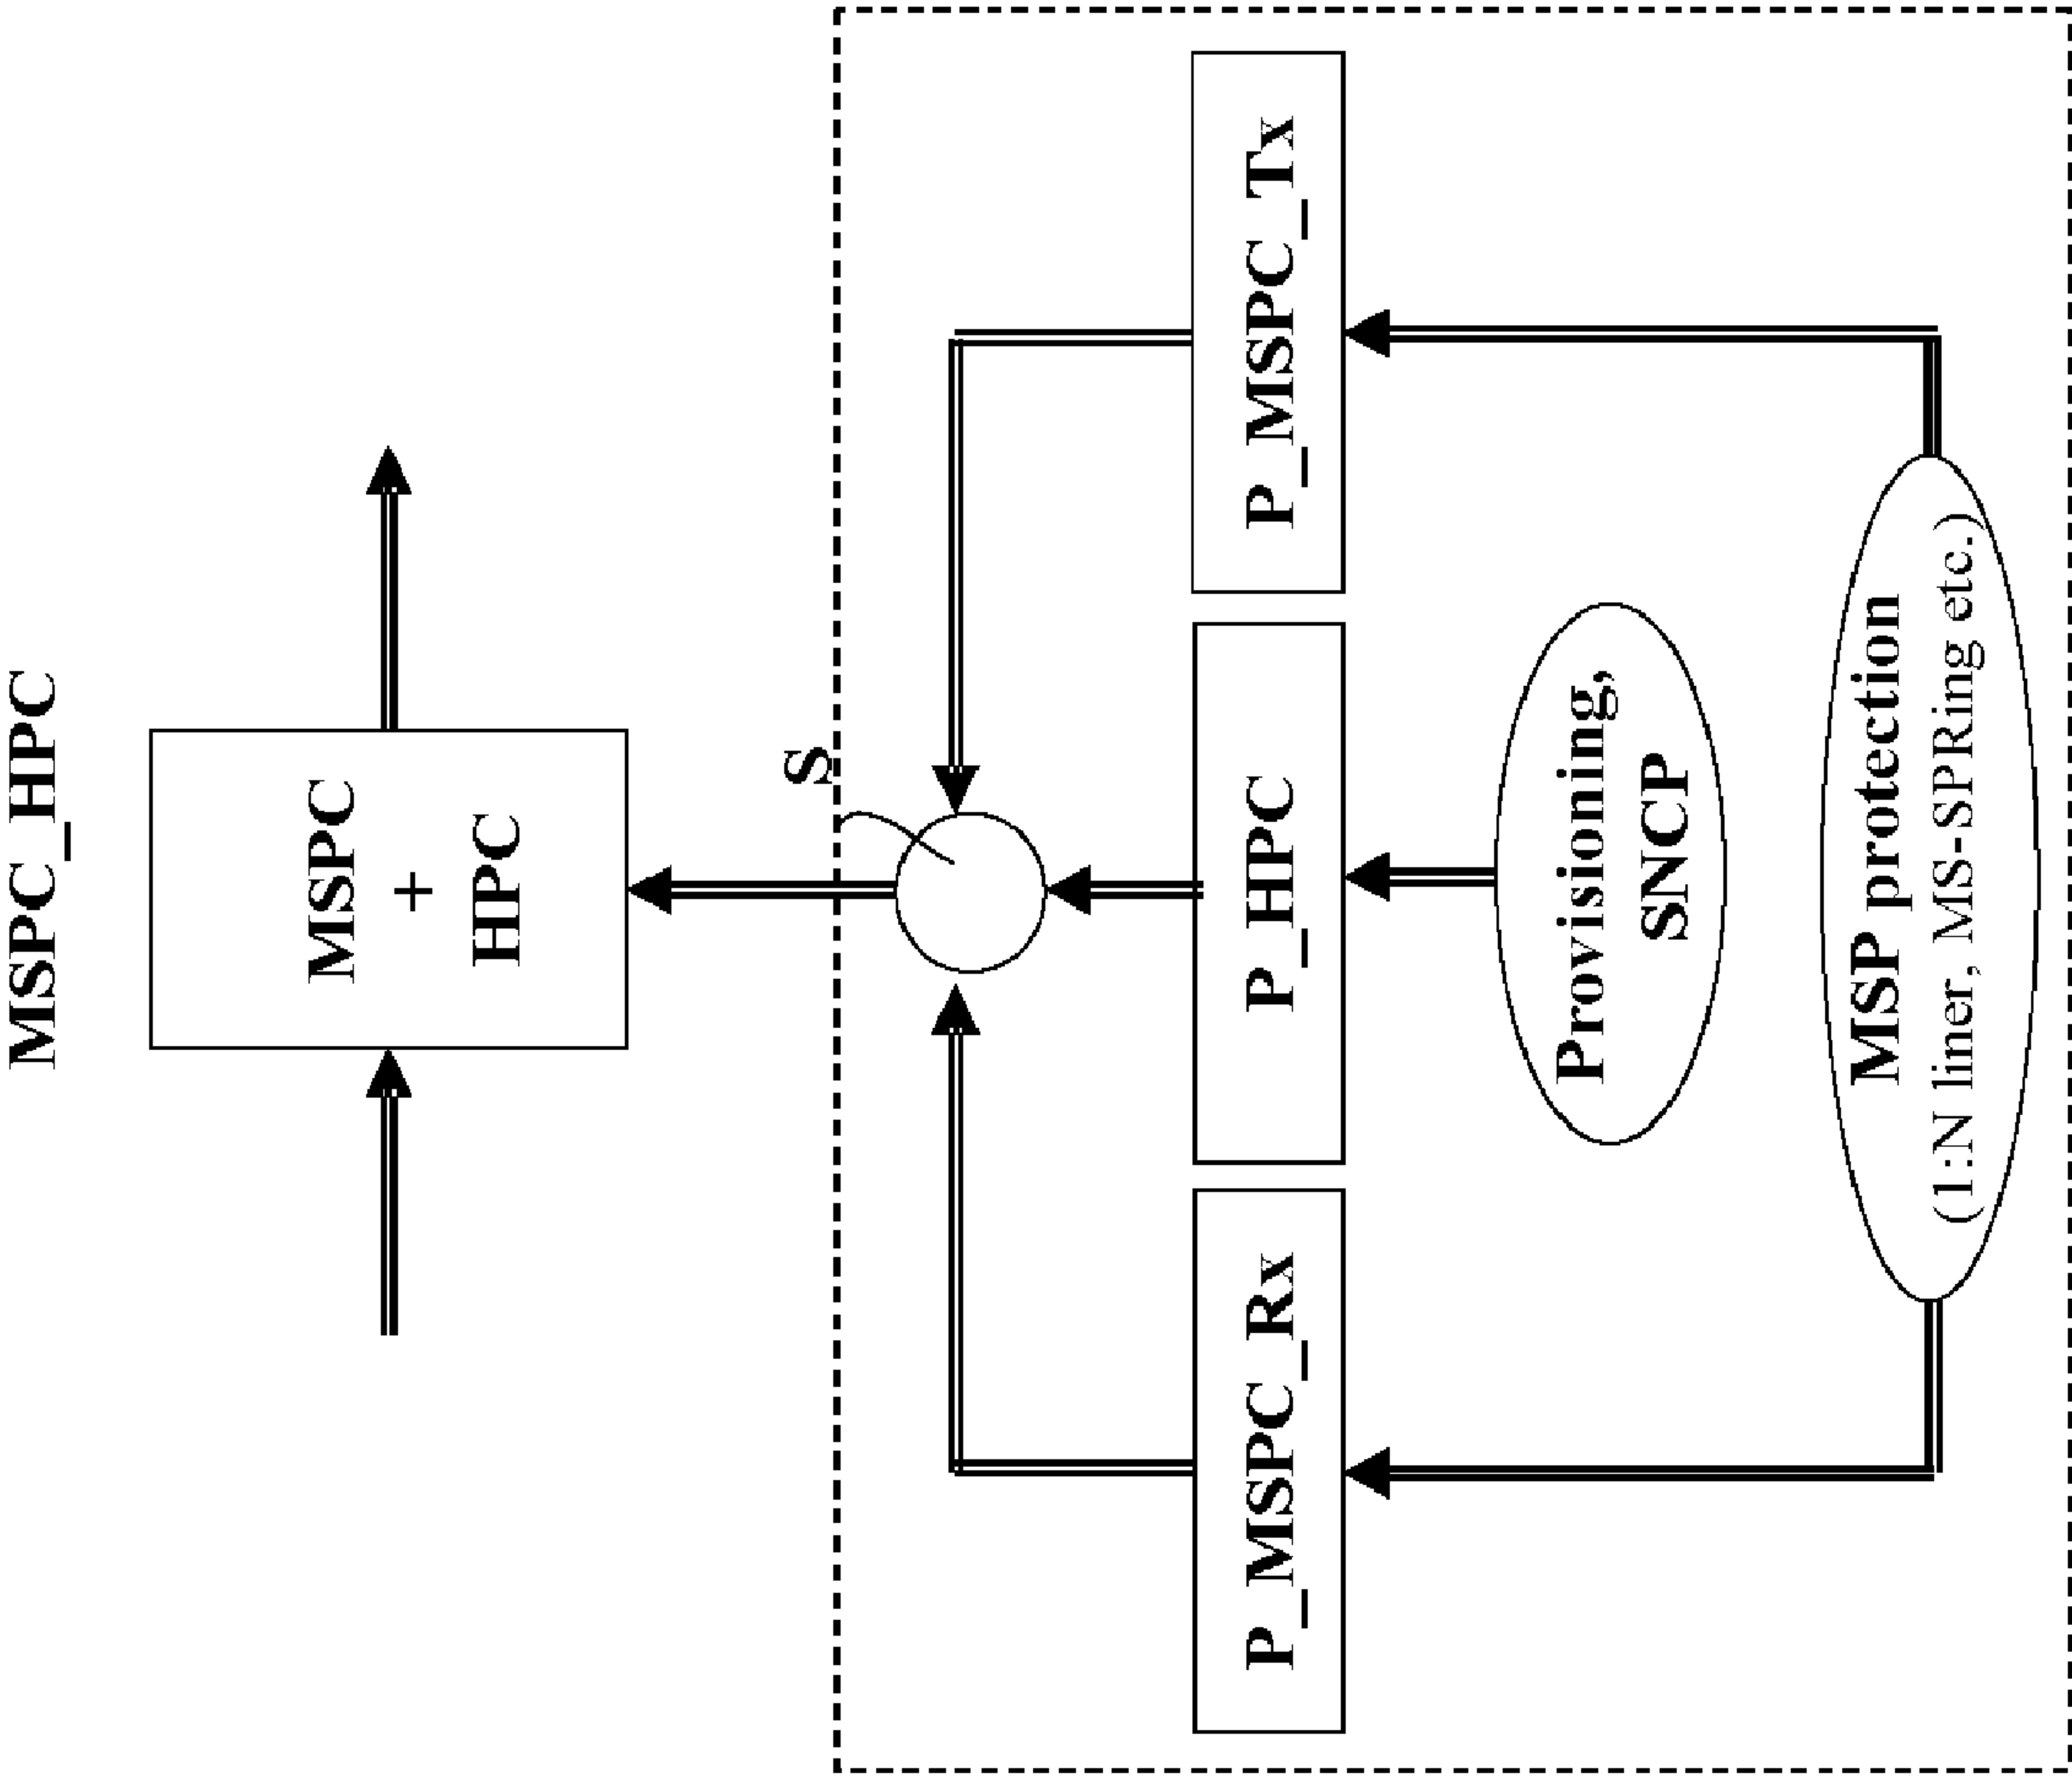 MSPC_HPC
MSPC
+
HPC
S
P_MSPC_Rx
P_HPC
P_MSPC_Tx
Provisioning,
SNCP
MSP protection
(1:N liner, MS-SPRing etc.)